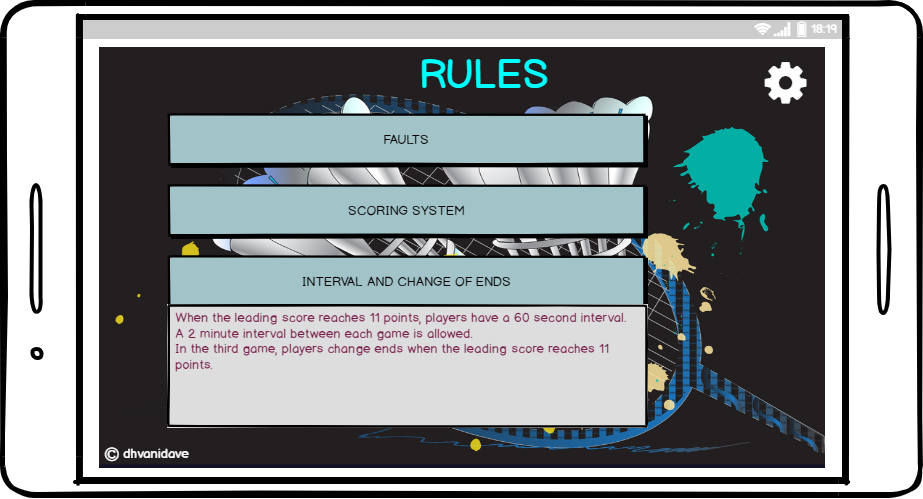 18:19
RULES
FAULTS
SCORING SYSTEM
INTERVAL AND CHANGE OF ENDS
When the leading score reaches 11 points, players have a 60 second interval.
A 2 minute interval between each game is allowed.
In the third game, players change ends when the leading score reaches 11
points.
© dhvanidave